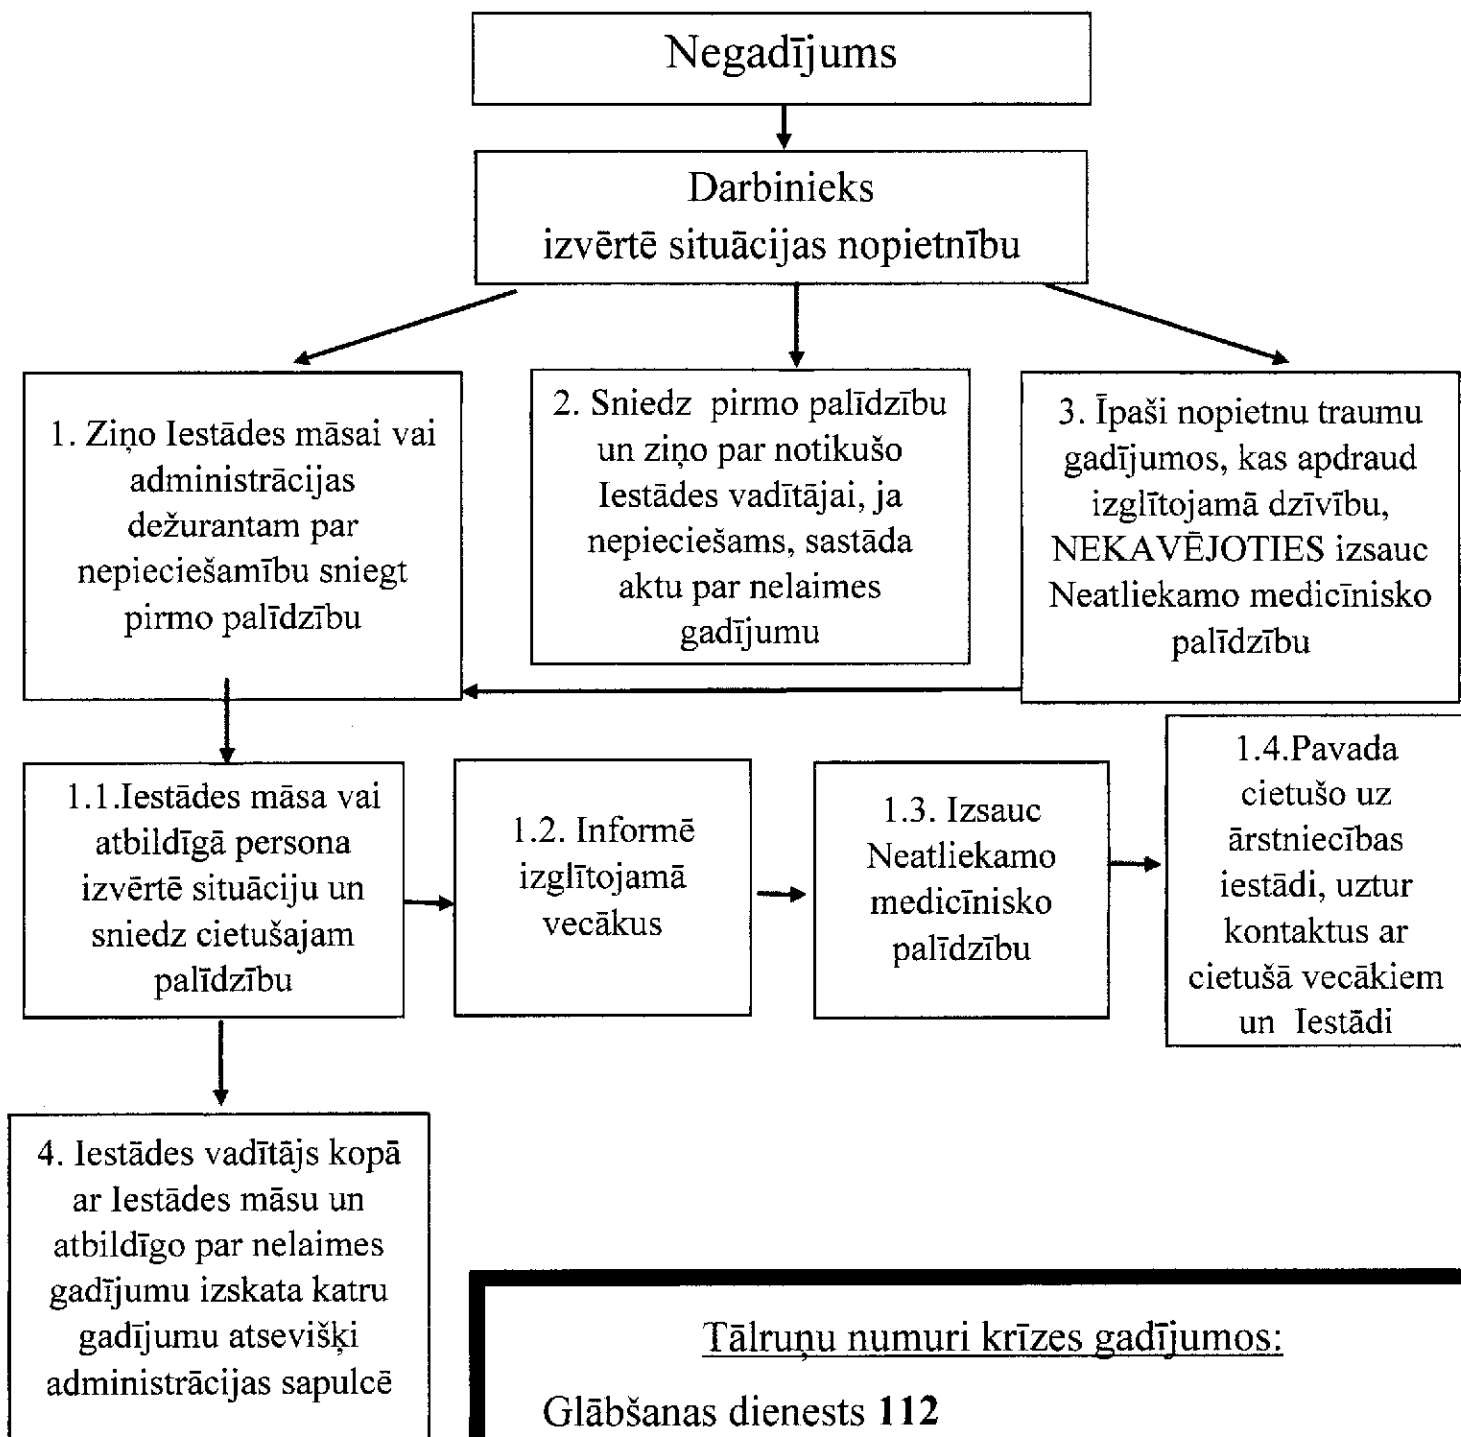 Negadījums
Darbinieks
izvērtē situācijas nopietnību
1. Ziņo Iestādes māsai vai
administrācijas
dežurantam par
nepieciešamību sniegt
pirmo palīdzību
2. Sniedz pirmo palīdzību
un ziņo par notikušo
Iestādes vadītājai, ja
nepieciešams, sastāda
aktu par nelaimes
gadījumu
3. Īpaši nopietnu traumu
gadījumos, kas apdraud
izglītojamā dzīvību,
NEKAVĒJOTIES izsauc
Neatliekamo medicīnisko
palīdzību
1.1.Iestādes māsa vai
atbildīgā persona
izvērtē situāciju un
sniedz cietušajam
palīdzību
1.2. Informē
izglītojamā
vecākus
1.3. Izsauc
Neatliekamo
medicīnisko
palīdzību
1.4.Pavada
cietušo uz
ārstniecības
iestādi, uztur
kontaktus ar
cietušā vecākiem
un Iestādi
4. Iestādes vadītājs kopā
ar Iestādes māsu un
atbildīgo par nelaimes
gadījumu izskata katru
gadījumu atsevišķi
administrācijas sapulcē
Tālruņu numuri krīzes gadījumos:
Glābšanas dienests 112